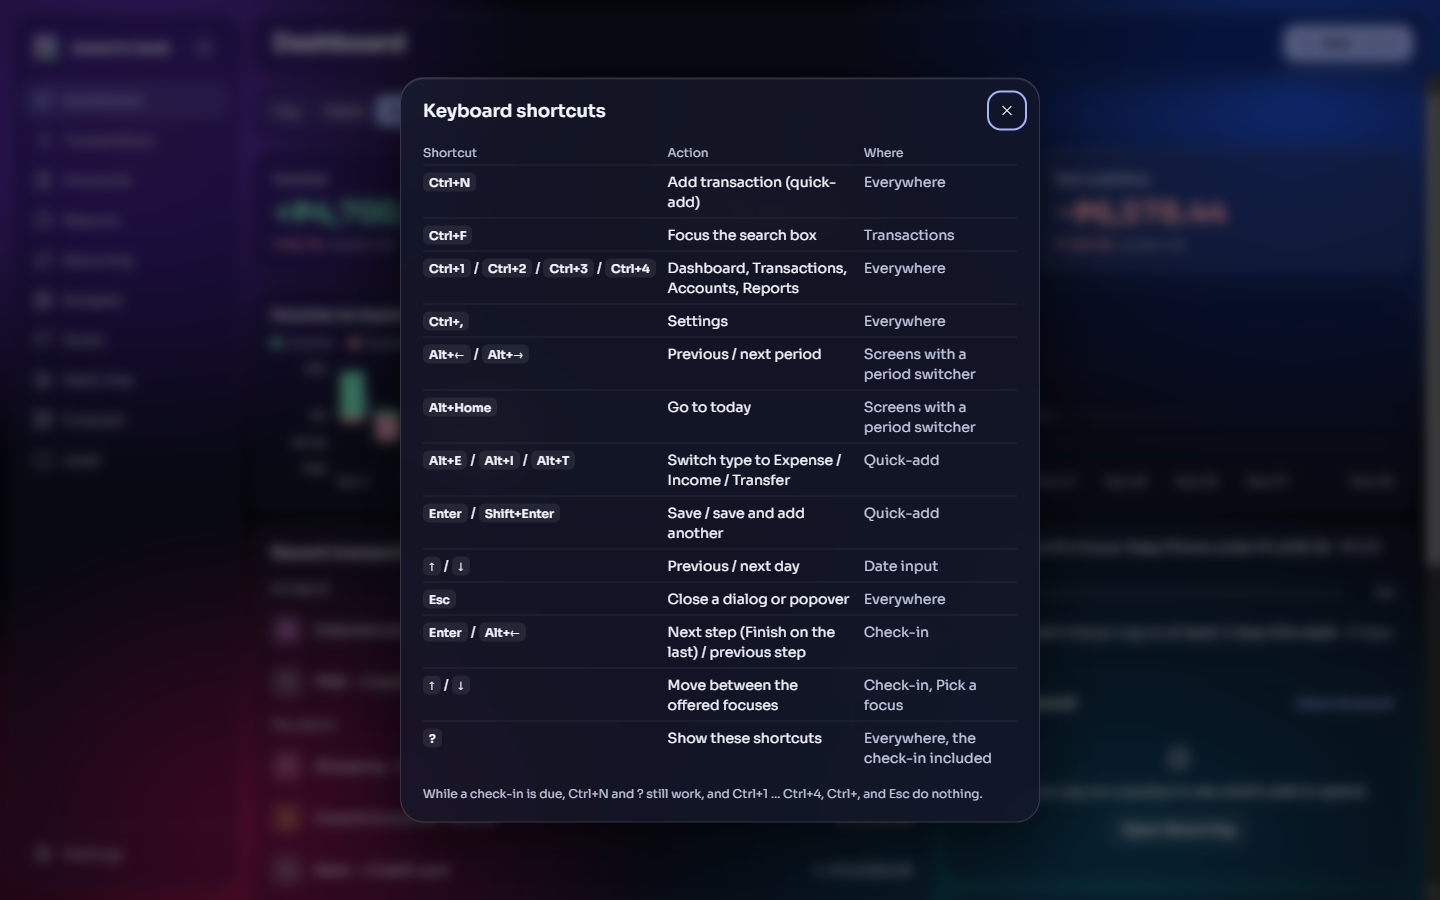 Dashboard
Keyboard shortcuts
Shortcut Action Where
Ctrl+N Add transaction (quick- Everywhere
add)
Ctrl+F Focus the search box Transactions
Ctrl+1 / Ctrl+2 / Ctrl+3 / Ctrl+4 Dashboard, Transactions, Everywhere
Accounts, Reports
Ctrl+, Settings Everywhere
Alt+← / Alt+→ Previous / next period Screens with a
period switcher
Alt+Home Go to today Screens with a
period switcher
Alt+E / Alt+I / Alt+T Switch type to Expense / Quick-add
Income / Transfer
Enter / Shift+Enter Save / save and add Quick-add
another
↑ / ↓ Previous / next day Date input
Esc Close a dialog or popover Everywhere
Enter / Alt+← Next step (Finish on the Check-in
last) / previous step
↑ / ↓ Move between the Check-in, Pick a
offered focuses focus
? Show these shortcuts Everywhere, the
check-in included
While a check-in is due, Ctrl+N and ? still work, and Ctrl+1 … Ctrl+4, Ctrl+, and Esc do nothing.